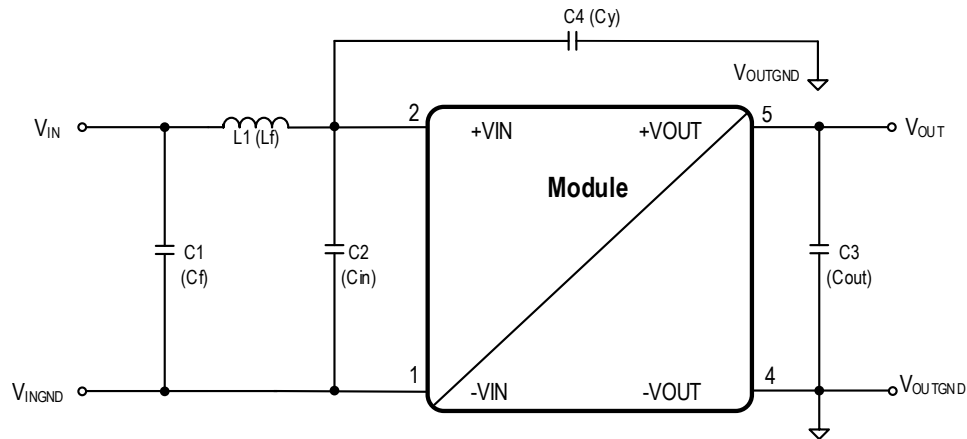 C4 (Cy)
VOUTGND
VIN
L1 (Lf)
2
+VIN
+VOUT
5
VOUT
Module
C1
(Cf)
C2
(Cin)
C3
(Cout)
VINGND
1
-VIN
-VOUT
4
VOUTGND